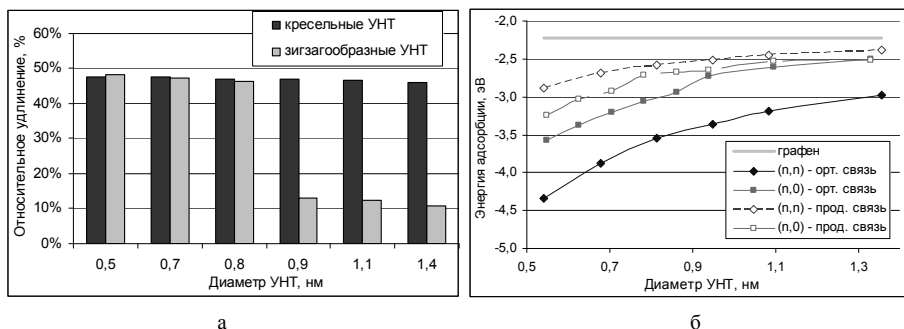 60%
50%
40%
30%
20%
10%
0%
Относительное удлинение, %
кресельные УНТ
зигзагообразные УНТ
0,5 0,7 0,8 0,9 1,1 1,4
Диаметр УНТ, нм
а
-2,0
-2,5
-3,0
-3,5
-4,0
-4,5
-5,0
Энергия адсорбции, эВ
графен
(n,n) - орт. связь
(n,0) - орт. связь
(n,n) - прод. связь
(n,0) - прод. связь
0,5 0,7 0,9 1,1 1,3
Диаметр УНТ, нм
б